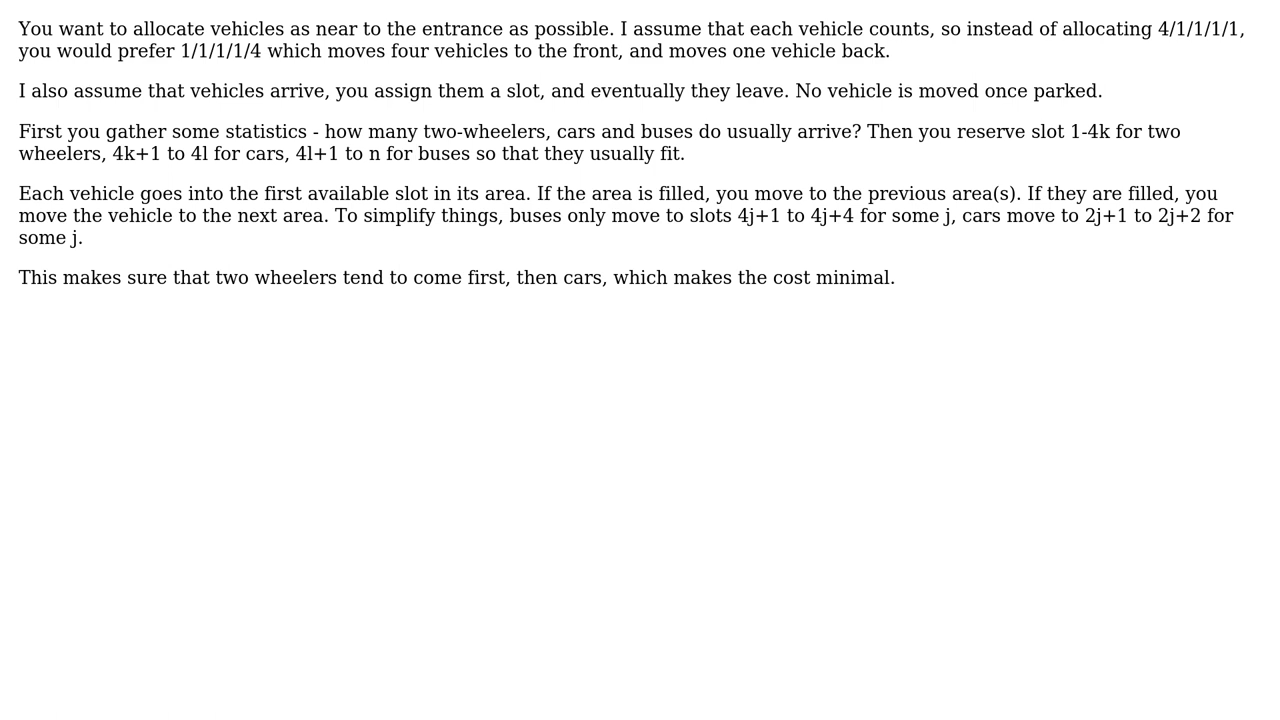 You want to allocate vehicles as near to the entrance as possible. I assume that each vehicle counts, so instead of allocating 4/1/1/1/1,
you would prefer 1/1/1/1/4 which moves four vehicles to the front, and moves one vehicle back.
I also assume that vehicles arrive, you assign them a slot, and eventually they leave. No vehicle is moved once parked.
First you gather some statistics - how many two-wheelers, cars and buses do usually arrive? Then you reserve slot 1-4k for two
wheelers, 4k+1 to 4l for cars, 4l+1 to n for buses so that they usually fit.
Each vehicle goes into the first available slot in its area. If the area is filled, you move to the previous area(s). If they are filled, you
move the vehicle to the next area. To simplify things, buses only move to slots 4j+1 to 4j+4 for some j, cars move to 2j+1 to 2j+2 for
some j.
This makes sure that two wheelers tend to come first, then cars, which makes the cost minimal.